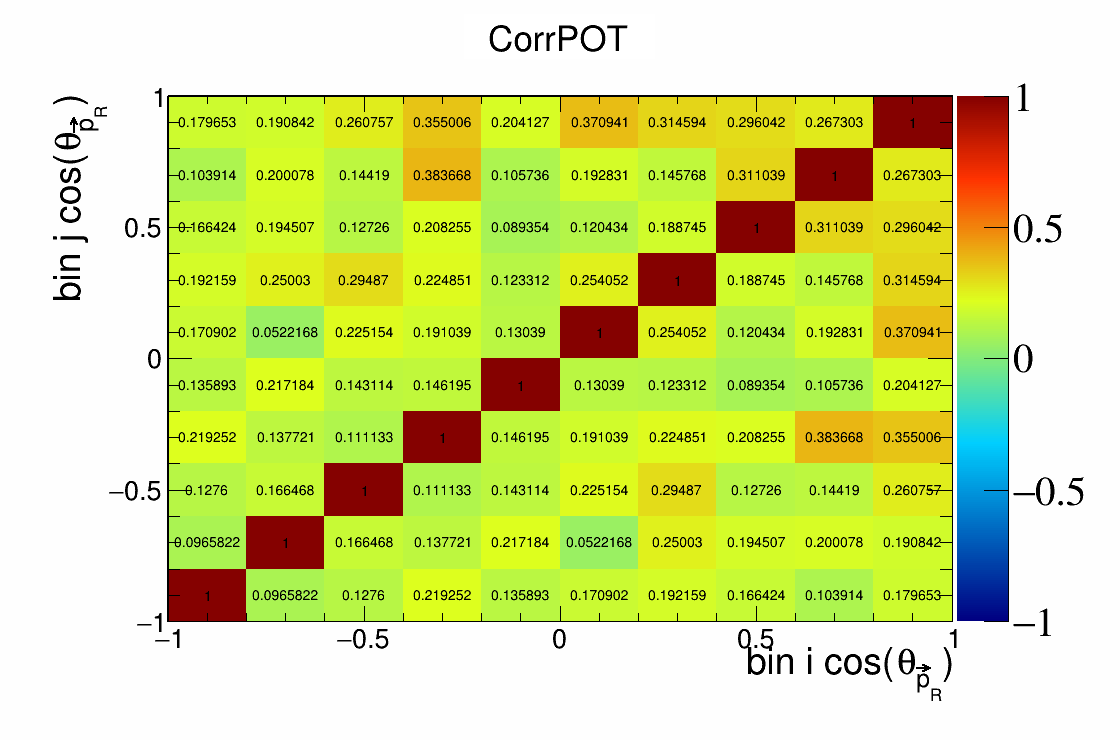 CorrPOT
bin j cos(θ p⃗_R)
1 0.179653 0.190842 0.260757 0.355006 0.204127 0.370941 0.314594 0.296042 0.267303 1 1
0.103914 0.200078 0.14419 0.383668 0.105736 0.192831 0.145768 0.311039 1 0.267303
0.5 0.166424 0.194507 0.12726 0.208255 0.089354 0.120434 0.188745 1 0.311039 0.296042 0.5
0.192159 0.25003 0.29487 0.224851 0.123312 0.254052 1 0.188745 0.145768 0.314594
0.170902 0.0522168 0.225154 0.191039 0.13039 1 0.254052 0.120434 0.192831 0.370941
0 0
0.135893 0.217184 0.143114 0.146195 1 0.13039 0.123312 0.089354 0.105736 0.204127
0.219252 0.137721 0.111133 1 0.146195 0.191039 0.224851 0.208255 0.383668 0.355006
−0.5 0.1276 0.166468 1 0.111133 0.143114 0.225154 0.29487 0.12726 0.14419 0.260757 −0.5
0.0965822 1 0.166468 0.137721 0.217184 0.0522168 0.25003 0.194507 0.200078 0.190842
1 0.0965822 0.1276 0.219252 0.135893 0.170902 0.192159 0.166424 0.103914 0.179653
−1 −1
−1 −0.5 0 0.5 1
bin i cos(θ p⃗_R)